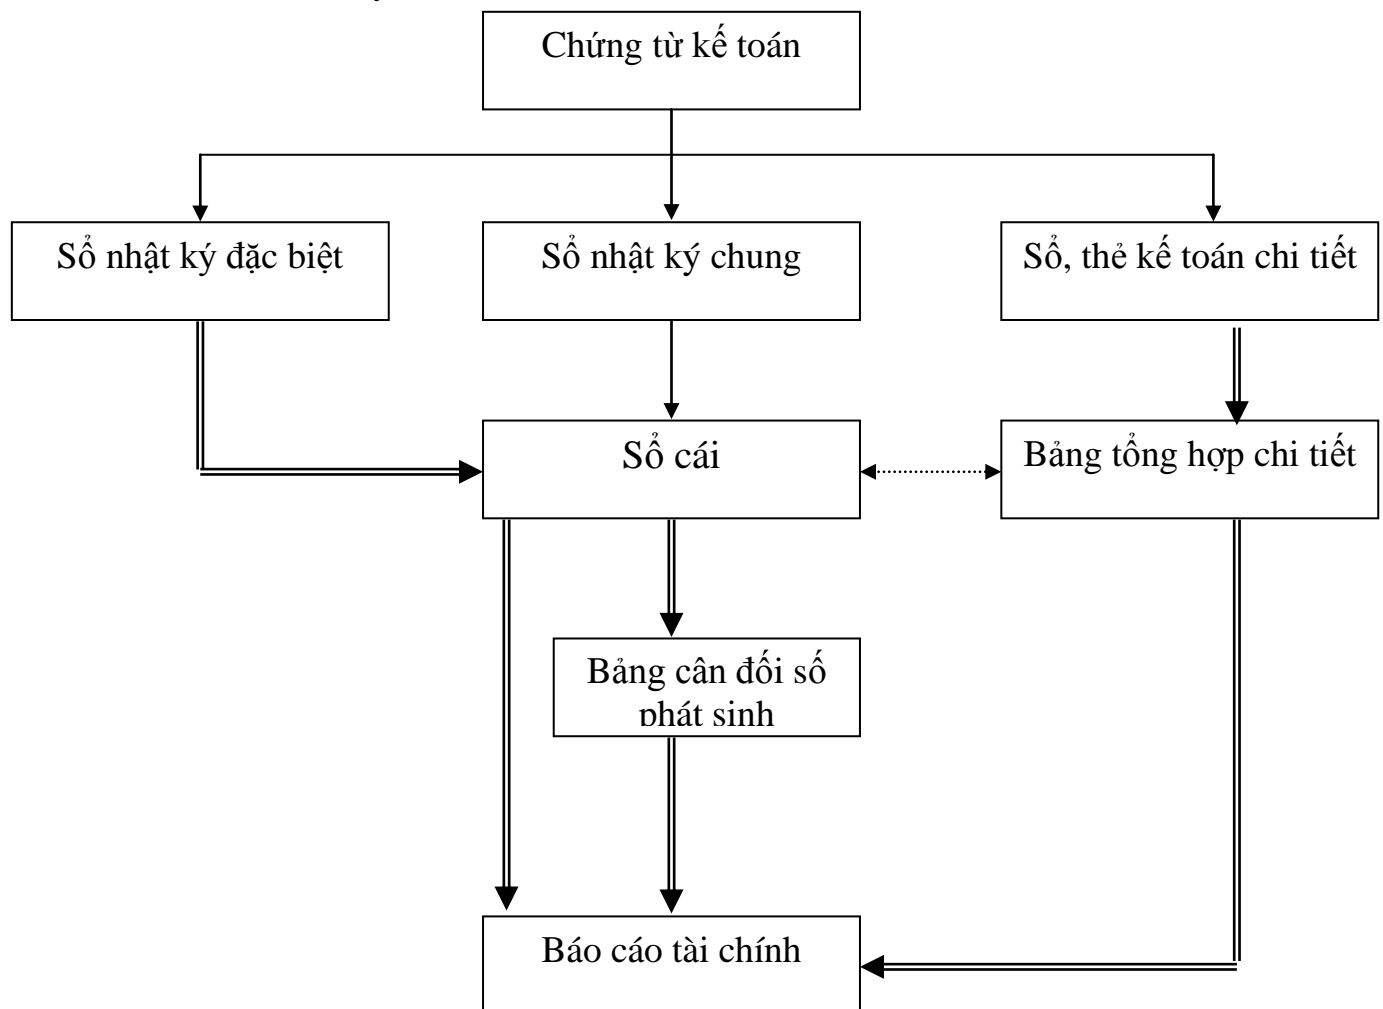 Chứng từ kế toán
Sổ nhật ký đặc biệt
Sổ nhật ký chung
Sổ, thẻ kế toán chi tiết
Sổ cái
Bảng tổng hợp chi tiết
Bảng cân đối số
phát sinh
Báo cáo tài chính